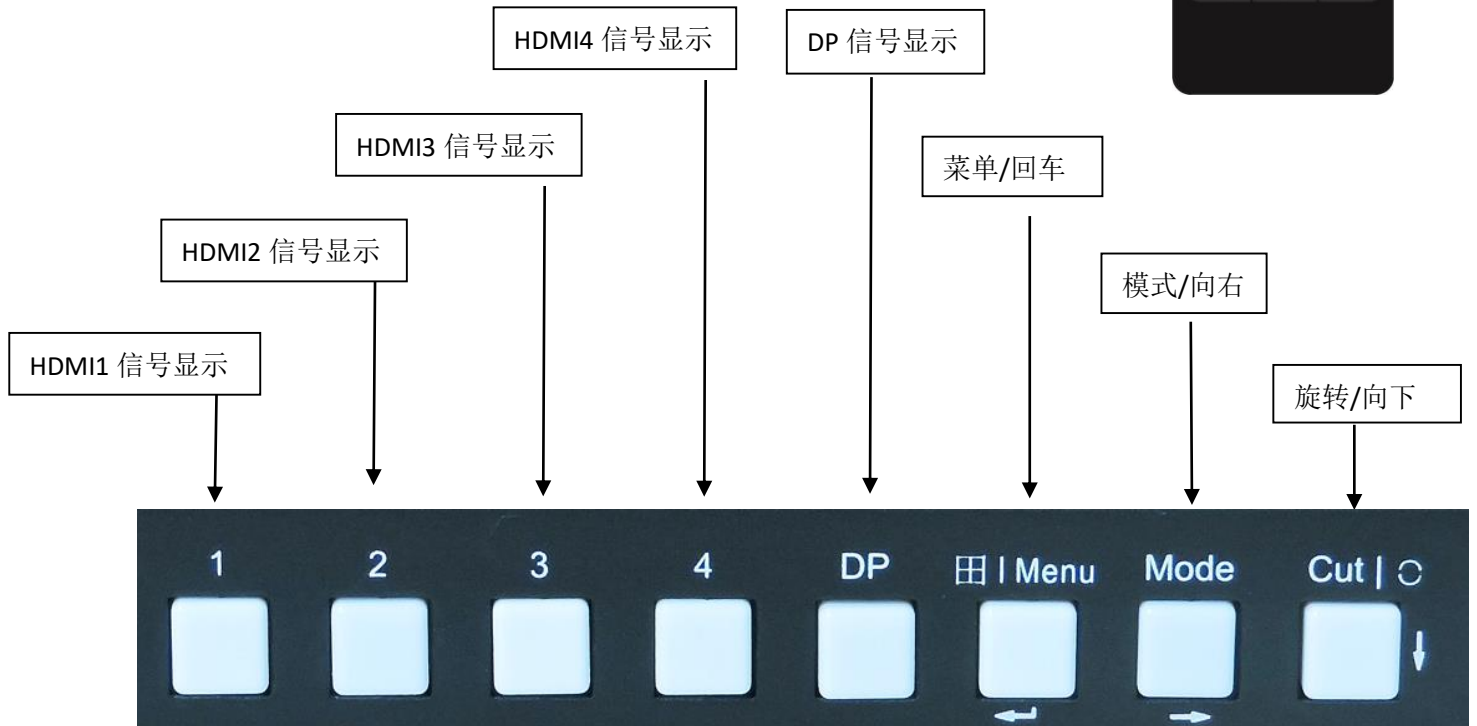 HDMI4 信号显示
DP 信号显示
HDMI3 信号显示
菜单/回车
HDMI2 信号显示
模式/向右
HDMI1 信号显示
旋转/向下
1 2 3 4 DP 田 | Menu Mode Cut |